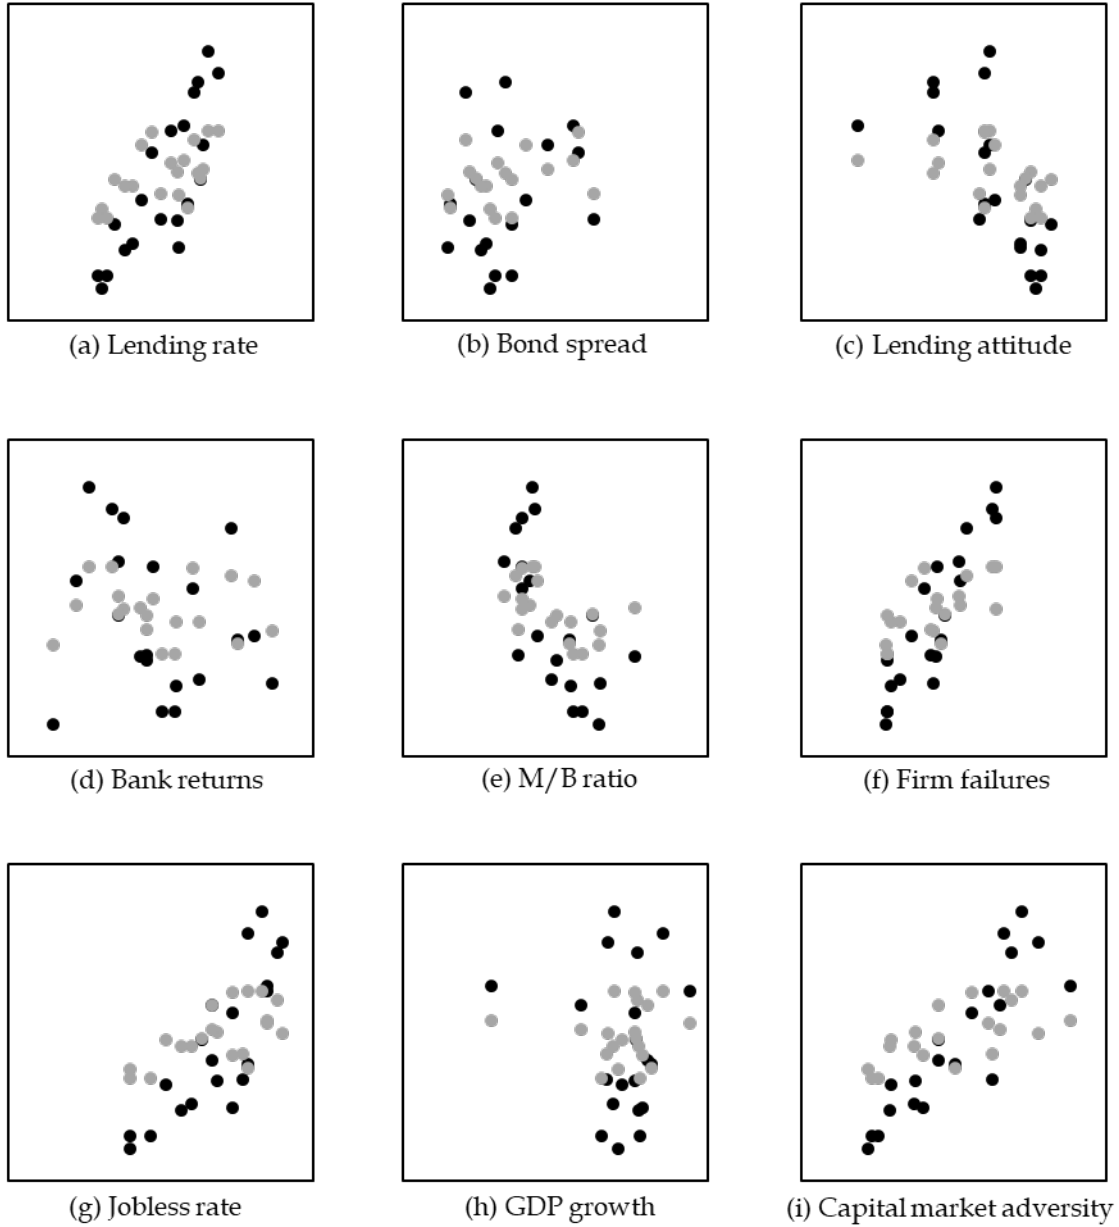 (a) Lending rate
(b) Bond spread
(c) Lending attitude
(d) Bank returns
(e) M/B ratio
(f) Firm failures
(g) Jobless rate
(h) GDP growth
(i) Capital market adversity